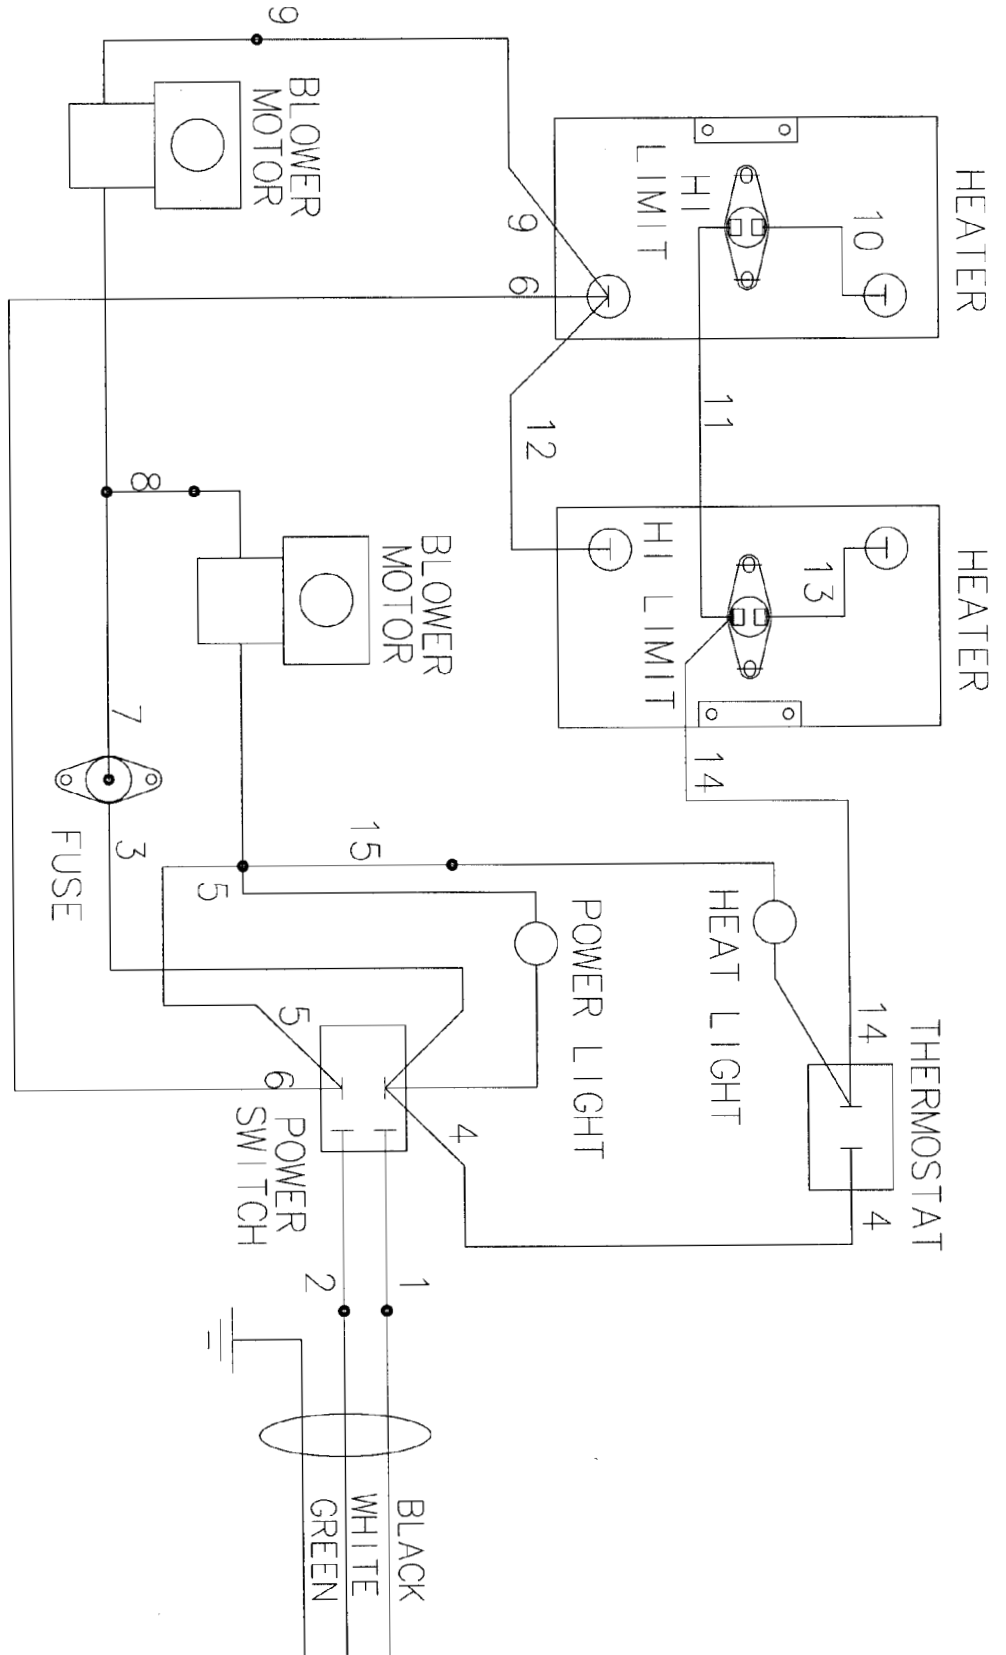 HEATER
HEATER
THERMOSTAT
10
14
4
13
HI
LIMIT
11
14
HEAT LIGHT
HI LIMIT
POWER LIGHT
12
9
6
4
BLOWER
MOTOR
1
BLACK
15
WHITE
2
GREEN
BLOWER
MOTOR
5
POWER
SWITCH
9
6
5
8
7
3
FUSE